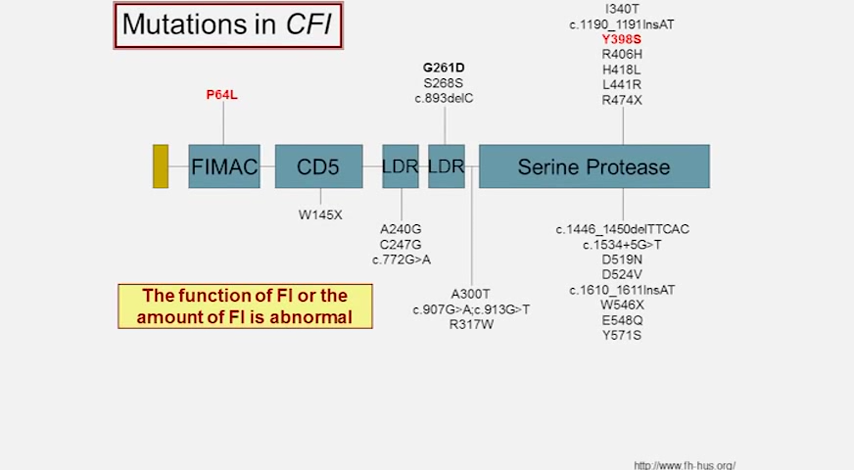 Mutations in CFI
I340T
c.1190_1191InsAT
Y398S
R406H
H418L
L441R
R474X
G261D
S268S
c.893delC
P64L
FIMAC
CD5
LDR
LDR
Serine Protease
W145X
A240G
C247G
c.772G>A
A300T
c.907G>A;c.913G>T
R317W
c.1446_1450delTTCAC
c.1534+5G>T
D519N
D524V
c.1610_1611InsAT
W546X
E548Q
Y571S
The function of FI or the
amount of FI is abnormal
http://www.fh-hus.org/